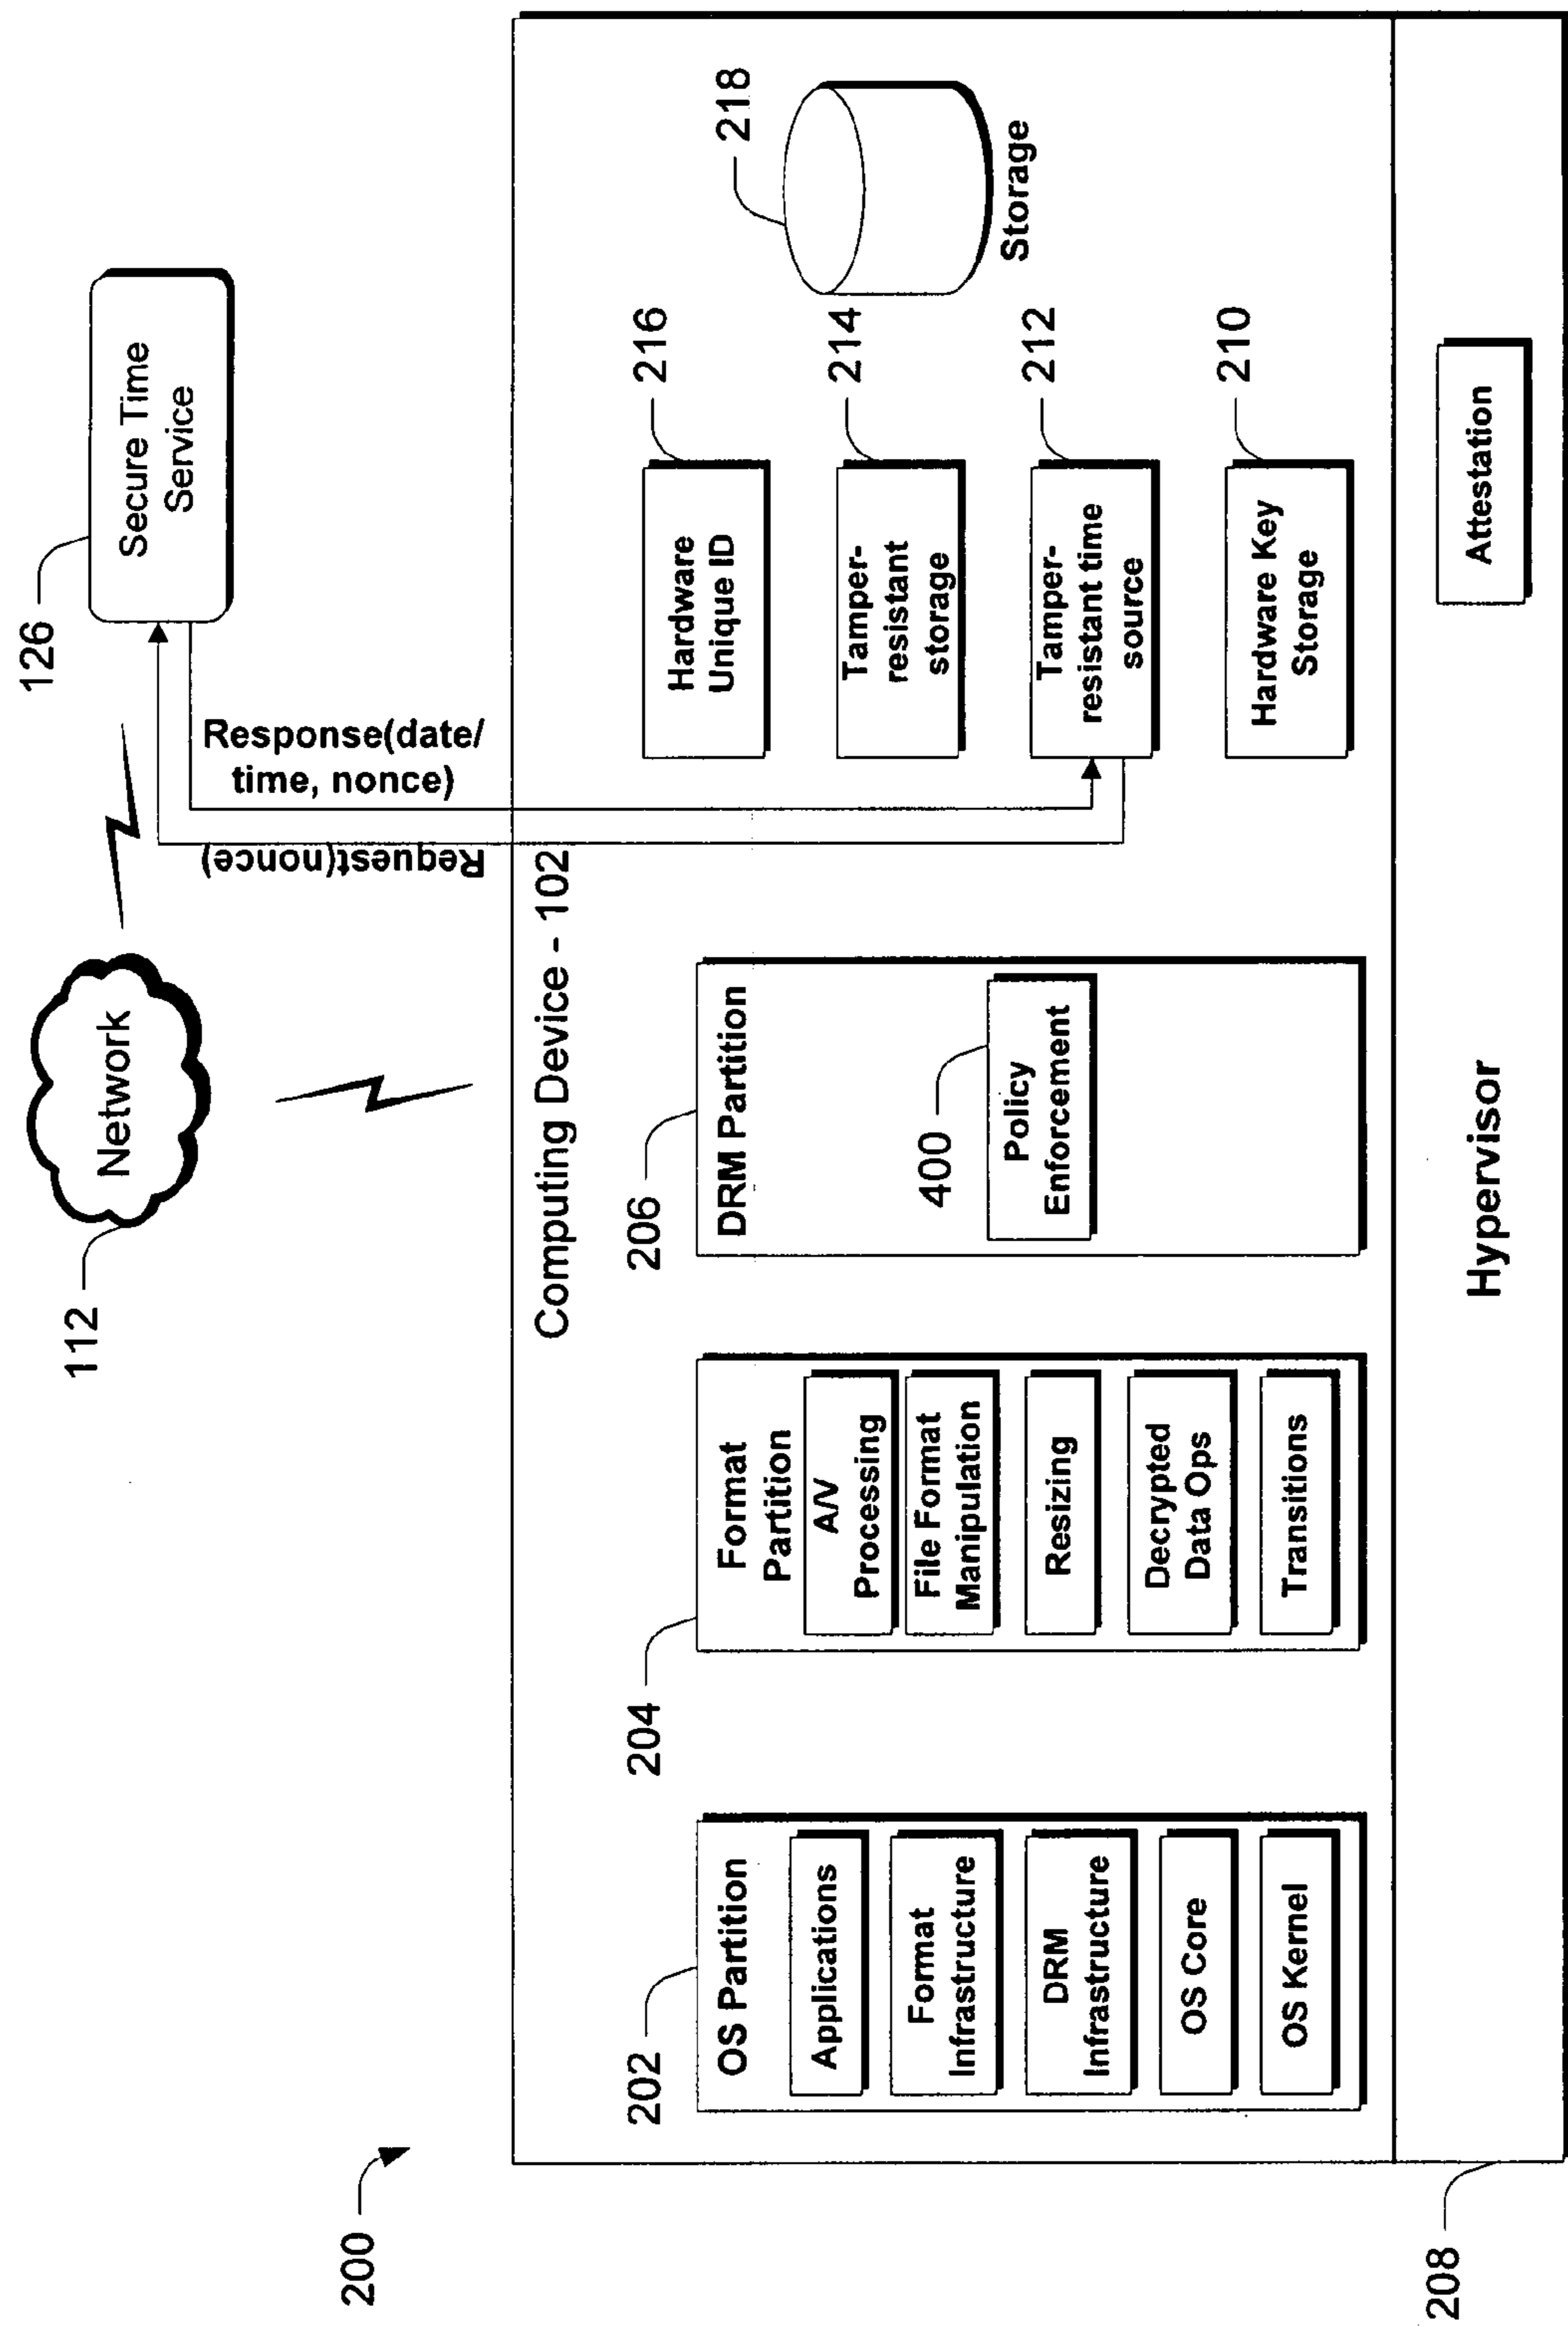 200
112
Network
126
Secure Time
Service
Request(nonce)
Response(date/
time, nonce)
Computing Device - 102
202
OS Partition
Applications
Format
Infrastructure
DRM
Infrastructure
OS Core
OS Kernel
204
Format
Partition
A/V
Processing
File Format
Manipulation
Resizing
Decrypted
Data Ops
Transitions
206
DRM Partition
400
Policy
Enforcement
216
Hardware
Unique ID
214
Tamper-
resistant
storage
212
Tamper-
resistant time
source
210
Hardware Key
Storage
218
Storage
208
Hypervisor
Attestation